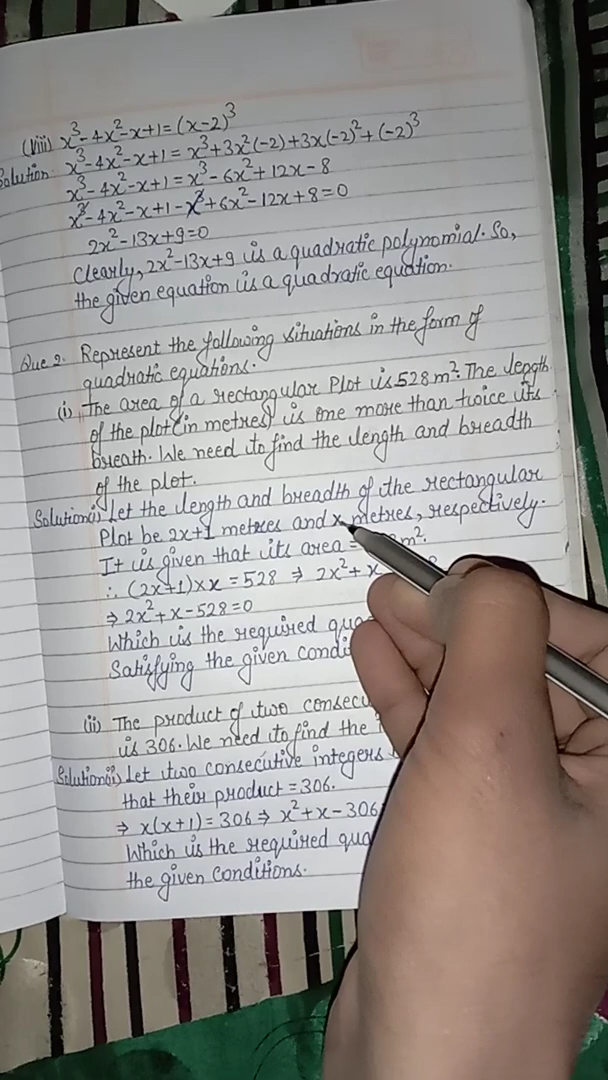 (viii) x³-4x²-x+1=(x-2)³
Solution: x³-4x²-x+1 = x³+3x²(-2)+3x(-2)²+(-2)³
x³-4x²-x+1 = x³-6x²+12x-8
x³-4x²-x+1-x³+6x²-12x+8=0
2x²-13x+9=0
Clearly, 2x²-13x+9 is a quadratic polynomial. So,
the given equation is a quadratic equation.
Que 2. Represent the following situations in the form of
quadratic equations.
(i) The area of a rectangular Plot is 528m². The length
of the plot (in metres) is one more than twice its
breath. We need to find the length and breadth
of the plot.
Solution(i) Let the length and breadth of the rectangular
Plot be 2x+1 metres and x metres, respectively.
It is given that its area = m².
∴ (2x+1)×x = 528 ⇒ 2x²+x
⇒ 2x²+x-528=0
Which is the required
Satisfying the given
(ii) The product of two
is 306. We need to find the
Solution(ii) Let two consecutive integers
that their product = 306.
⇒ x(x+1) = 306 ⇒ x²+x-306
Which is the required
the given conditions.